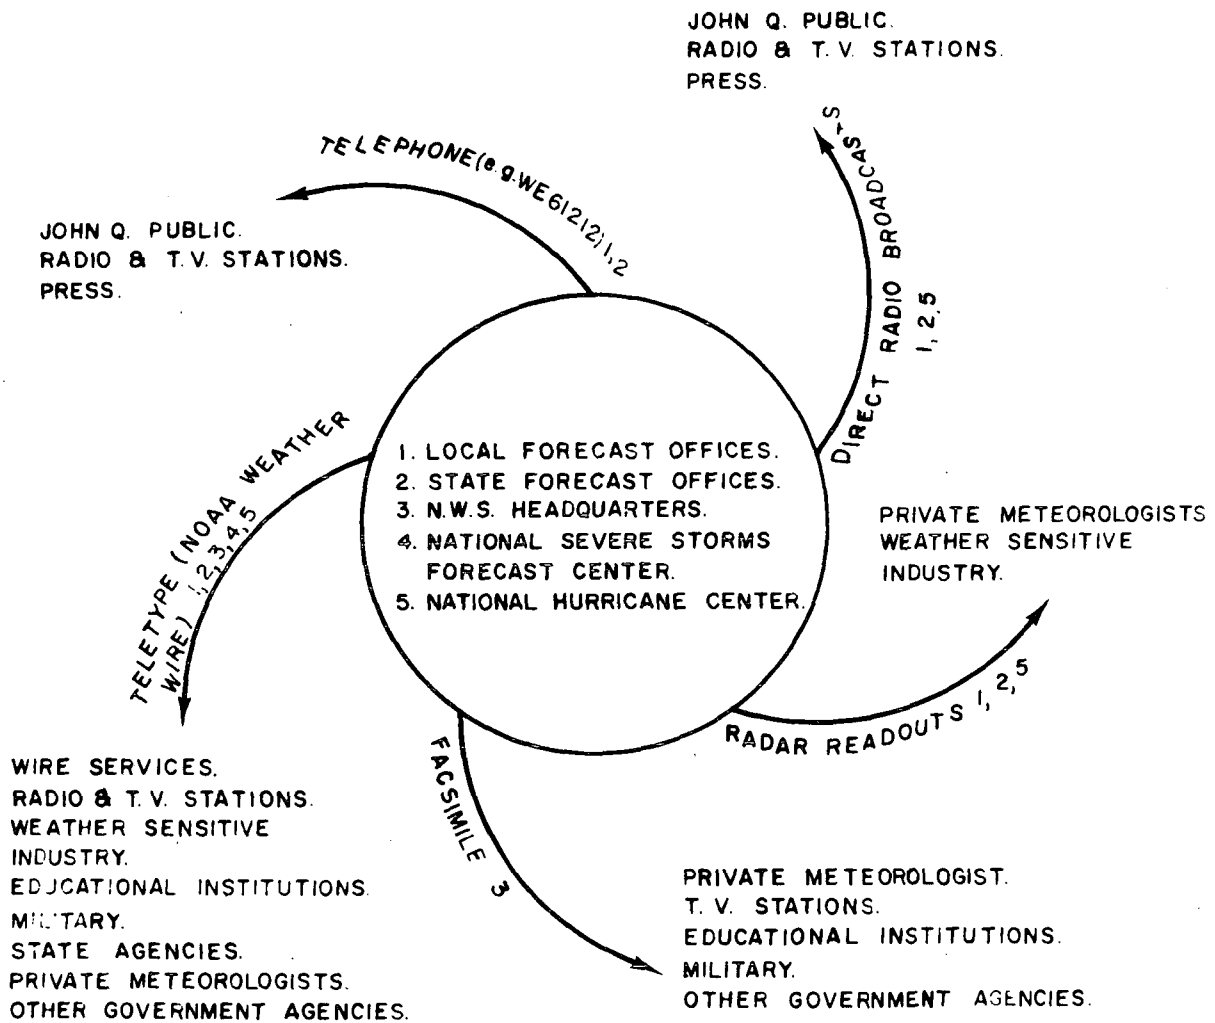 JOHN Q. PUBLIC.
RADIO & T.V. STATIONS.
PRESS.
DIRECT RADIO BROADCASTS
1, 2, 5
TELEPHONE (e.g. WE61212) 1, 2
JOHN Q. PUBLIC.
RADIO & T.V. STATIONS.
PRESS.
TELETYPE (NOAA WEATHER
WIRE) 1, 2, 3, 4, 5
1. LOCAL FORECAST OFFICES.
2. STATE FORECAST OFFICES.
3. N.W.S. HEADQUARTERS.
4. NATIONAL SEVERE STORMS
FORECAST CENTER.
5. NATIONAL HURRICANE CENTER.
PRIVATE METEOROLOGISTS
WEATHER SENSITIVE
INDUSTRY.
RADAR READOUTS 1, 2, 5
FACSIMILE 3
WIRE SERVICES.
RADIO & T.V. STATIONS.
WEATHER SENSITIVE
INDUSTRY.
EDUCATIONAL INSTITUTIONS.
MILITARY.
STATE AGENCIES.
PRIVATE METEOROLOGISTS.
OTHER GOVERNMENT AGENCIES.
PRIVATE METEOROLOGIST.
T.V. STATIONS.
EDUCATIONAL INSTITUTIONS.
MILITARY.
OTHER GOVERNMENT AGENCIES.